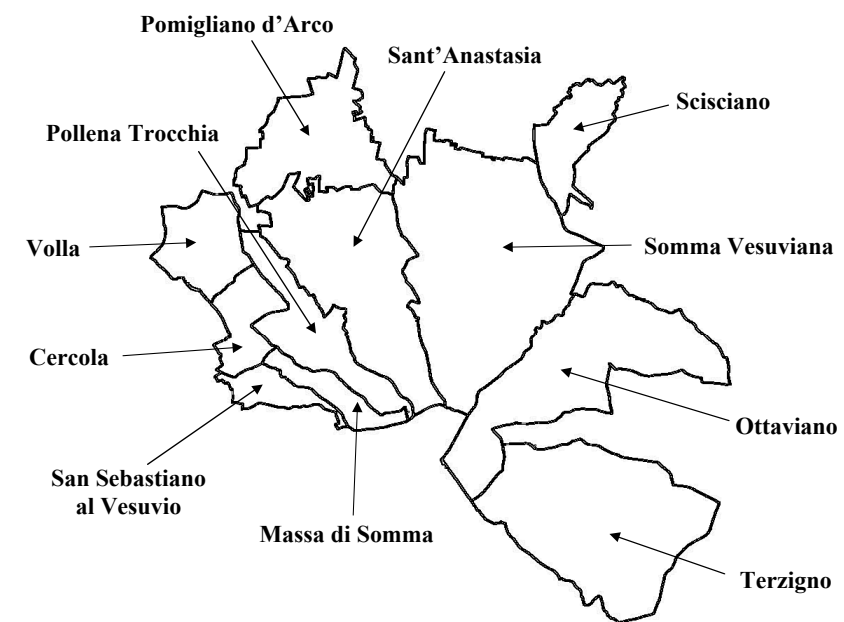 Pomigliano d’Arco
Sant’Anastasia
Scisciano
Pollena Trocchia
Volla
Somma Vesuviana
Cercola
Ottaviano
San Sebastiano
al Vesuvio
Massa di Somma
Terzigno